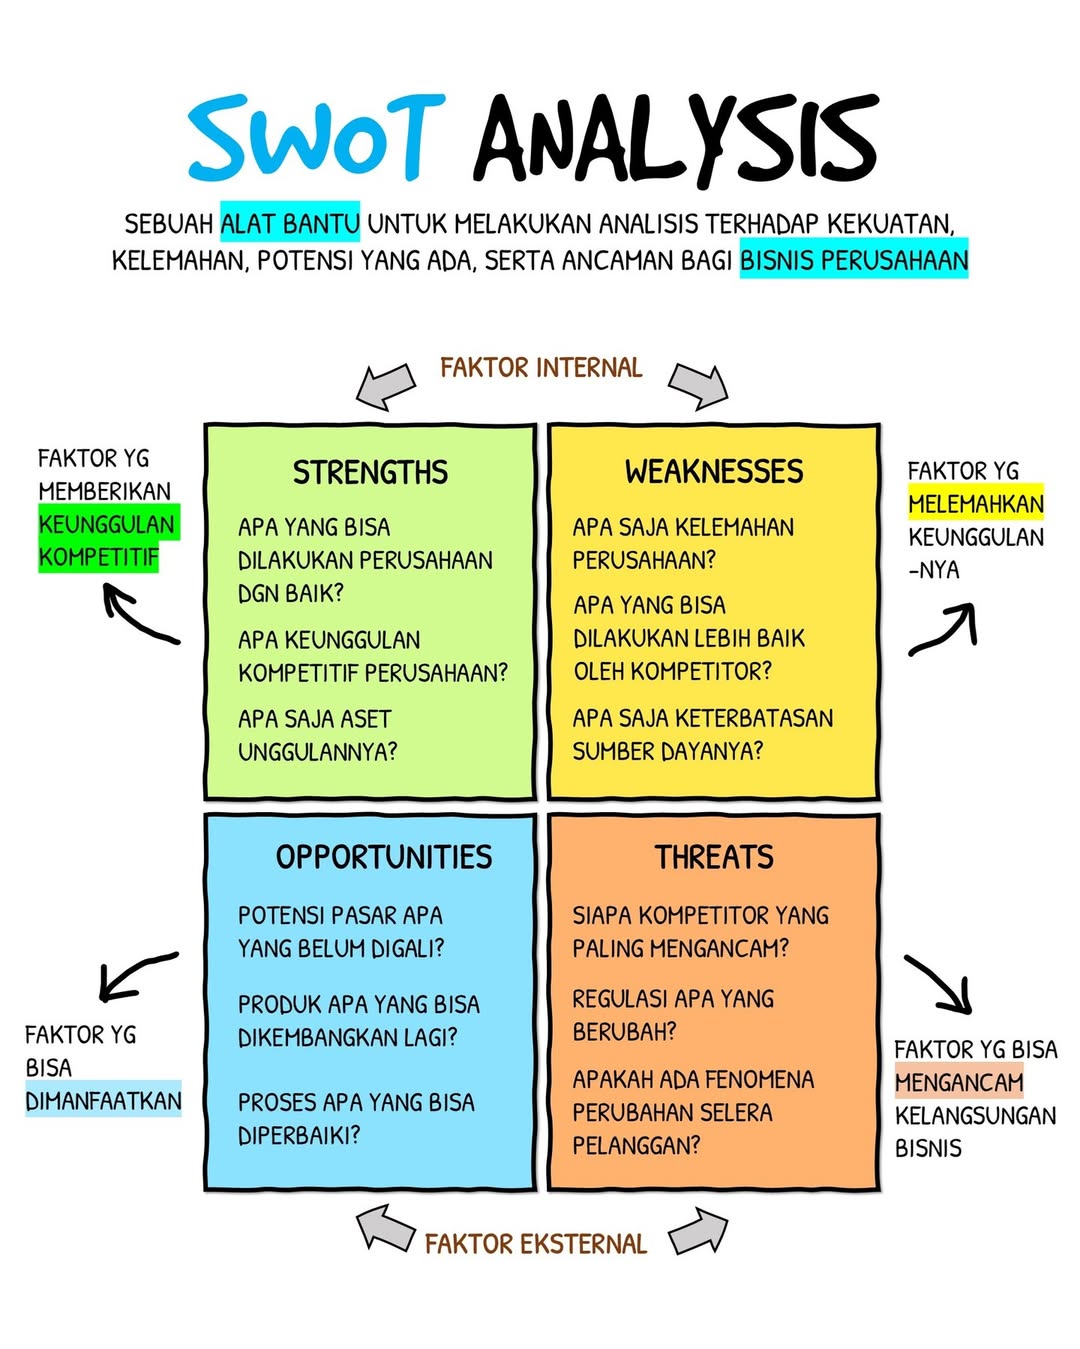 SWOT ANALYSIS
SEBUAH ALAT BANTU UNTUK MELAKUKAN ANALISIS TERHADAP KEKUATAN,
KELEMAHAN, POTENSI YANG ADA, SERTA ANCAMAN BAGI BISNIS PERUSAHAAN
FAKTOR INTERNAL
FAKTOR YG
MEMBERIKAN
KEUNGGULAN
KOMPETITIF
STRENGTHS
APA YANG BISA
DILAKUKAN PERUSAHAAN
DGN BAIK?
APA KEUNGGULAN
KOMPETITIF PERUSAHAAN?
APA SAJA ASET
UNGGULANNYA?
WEAKNESSES
APA SAJA KELEMAHAN
PERUSAHAAN?
APA YANG BISA
DILAKUKAN LEBIH BAIK
OLEH KOMPETITOR?
APA SAJA KETERBATASAN
SUMBER DAYANYA?
FAKTOR YG
MELEMAHKAN
KEUNGGULAN
-NYA
FAKTOR YG
BISA
DIMANFAATKAN
OPPORTUNITIES
POTENSI PASAR APA
YANG BELUM DIGALI?
PRODUK APA YANG BISA
DIKEMBANGKAN LAGI?
PROSES APA YANG BISA
DIPERBAIKI?
THREATS
SIAPA KOMPETITOR YANG
PALING MENGANCAM?
REGULASI APA YANG
BERUBAH?
APAKAH ADA FENOMENA
PERUBAHAN SELERA
PELANGGAN?
FAKTOR YG BISA
MENGANCAM
KELANGSUNGAN
BISNIS
FAKTOR EKSTERNAL